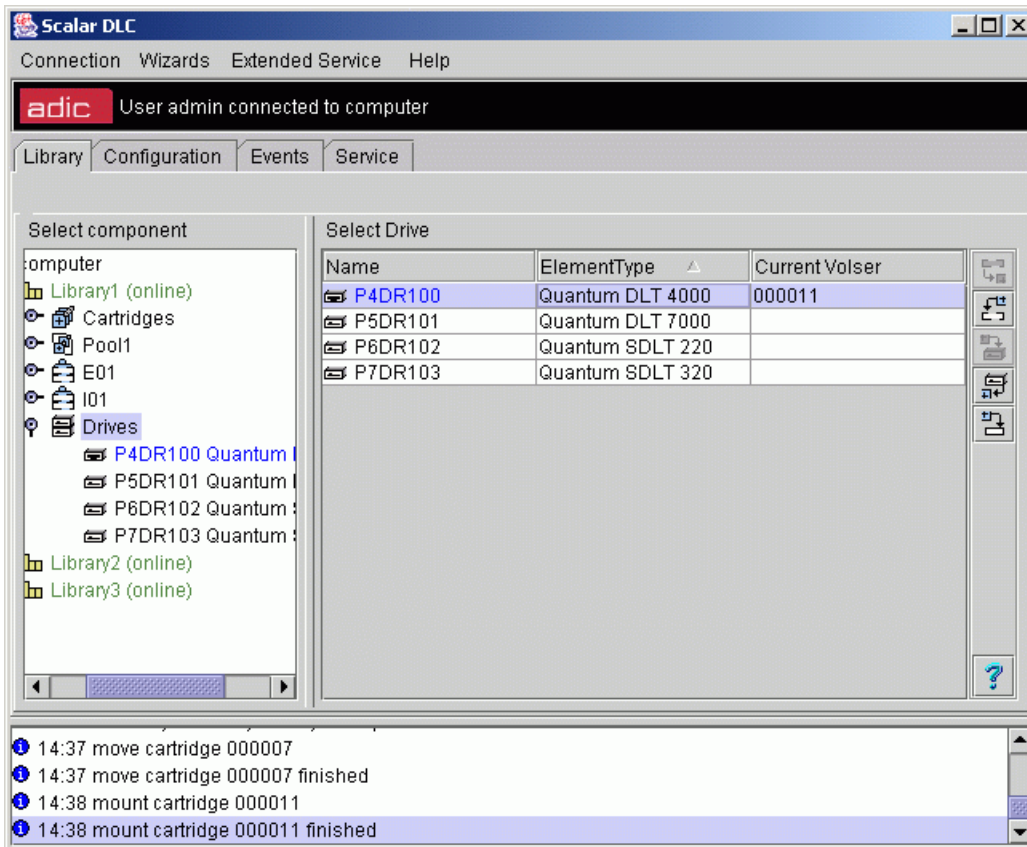 Scalar DLC
Connection Wizards Extended Service Help
adic User admin connected to computer
Library Configuration Events Service
Select component
computer
Library1 (online)
Cartridges
Pool1
E01
I01
Drives
P4DR100 Quantum
P5DR101 Quantum
P6DR102 Quantum
P7DR103 Quantum
Library2 (online)
Library3 (online)
Select Drive
Name ElementType Current Volser
P4DR100 Quantum DLT 4000 000011
P5DR101 Quantum DLT 7000
P6DR102 Quantum SDLT 220
P7DR103 Quantum SDLT 320
?
14:37 move cartridge 000007
14:37 move cartridge 000007 finished
14:38 mount cartridge 000011
14:38 mount cartridge 000011 finished